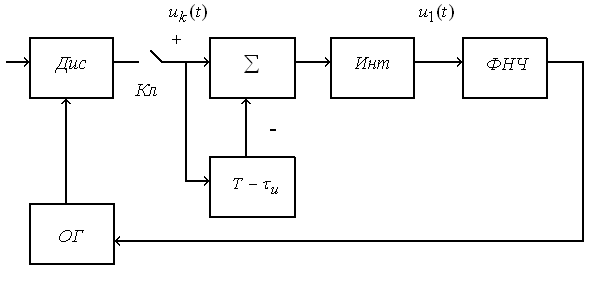 u_k(t)
u_1(t)
+
Дис
Кл
Σ
Инт
ФНЧ
-
T − τ_u
ОГ